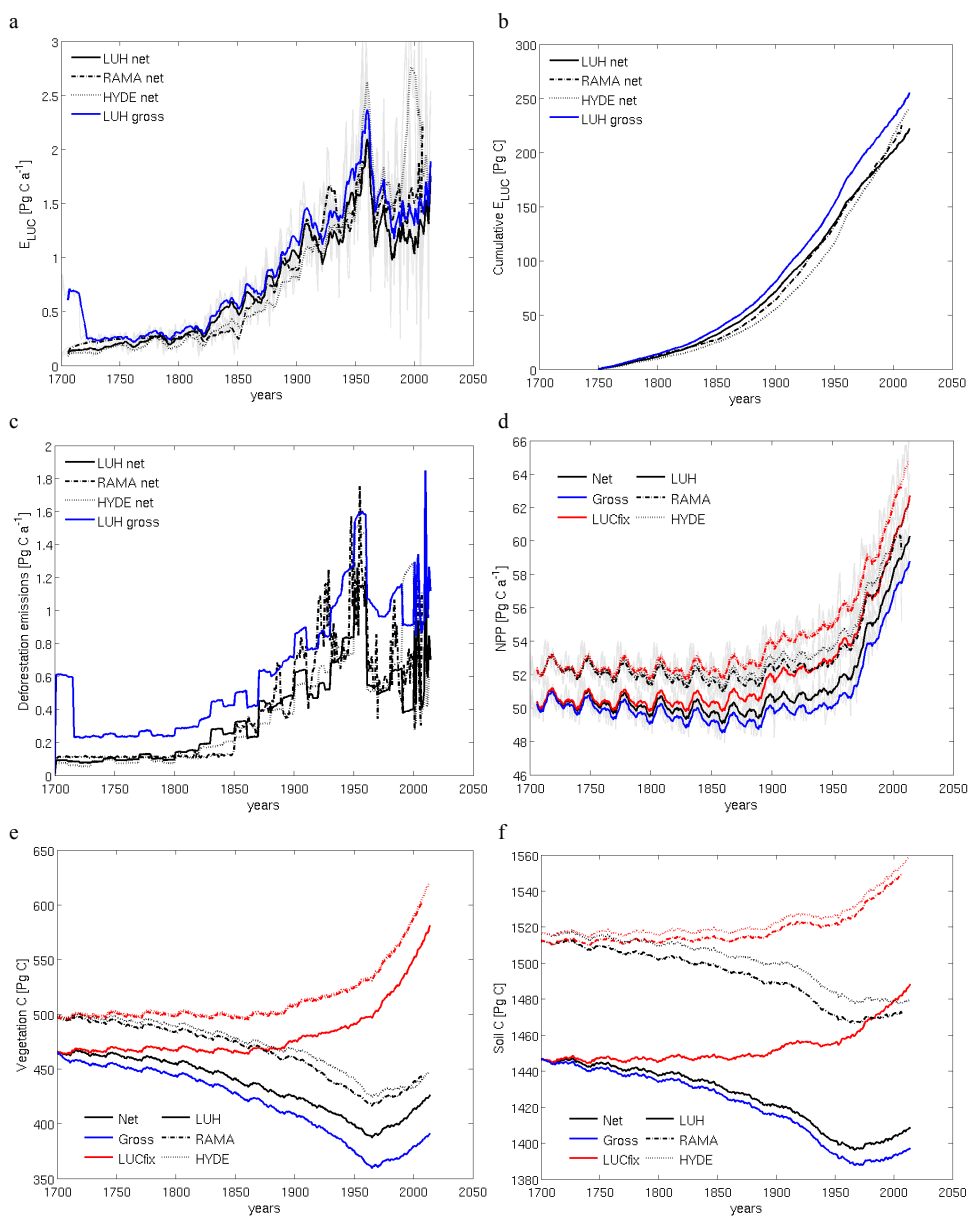 a
3
2.5
2
1.5
1
0.5
0
E_LUC [Pg C a^-1]
LUH net
RAMA net
HYDE net
LUH gross
1700 1750 1800 1850 1900 1950 2000 2050
years
b
300
250
200
150
100
50
0
Cumulative E_LUC [Pg C]
LUH net
RAMA net
HYDE net
LUH gross
1700 1750 1800 1850 1900 1950 2000 2050
years
c
2
1.8
1.6
1.4
1.2
1
0.8
0.6
0.4
0.2
0
Deforestation emissions [Pg C a^-1]
LUH net
RAMA net
HYDE net
LUH gross
1700 1750 1800 1850 1900 1950 2000 2050
years
d
66
64
62
60
58
56
54
52
50
48
46
NPP [Pg C a^-1]
Net LUH
Gross RAMA
LUCfix HYDE
1700 1750 1800 1850 1900 1950 2000 2050
years
e
650
600
550
500
450
400
350
Vegetation C [Pg C]
Net LUH
Gross RAMA
LUCfix HYDE
1700 1750 1800 1850 1900 1950 2000 2050
years
f
1560
1540
1520
1500
1480
1460
1440
1420
1400
1380
Soil C [Pg C]
Net LUH
Gross RAMA
LUCfix HYDE
1700 1750 1800 1850 1900 1950 2000 2050
years